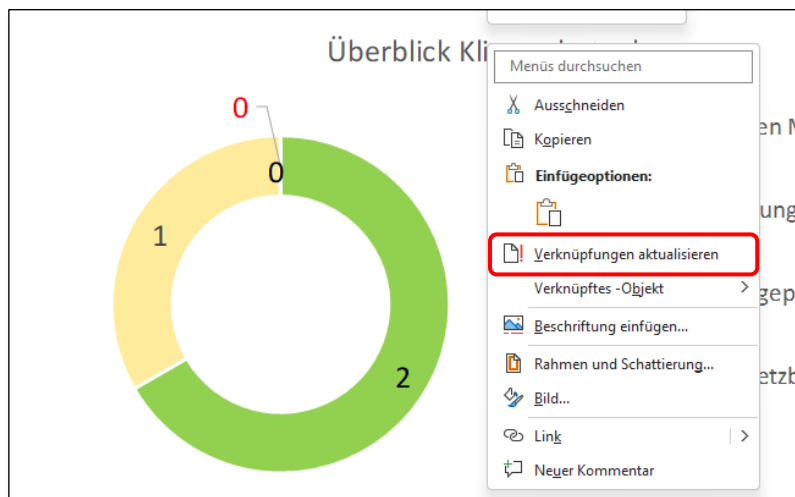 Überblick
Menüs durchsuchen
Ausschneiden
Kopieren
Einfügeoptionen:
Verknüpfungen aktualisieren
Verknüpftes -Objekt
Beschriftung einfügen...
Rahmen und Schattierung...
Bild...
Link
Neuer Kommentar
0
0
1
2